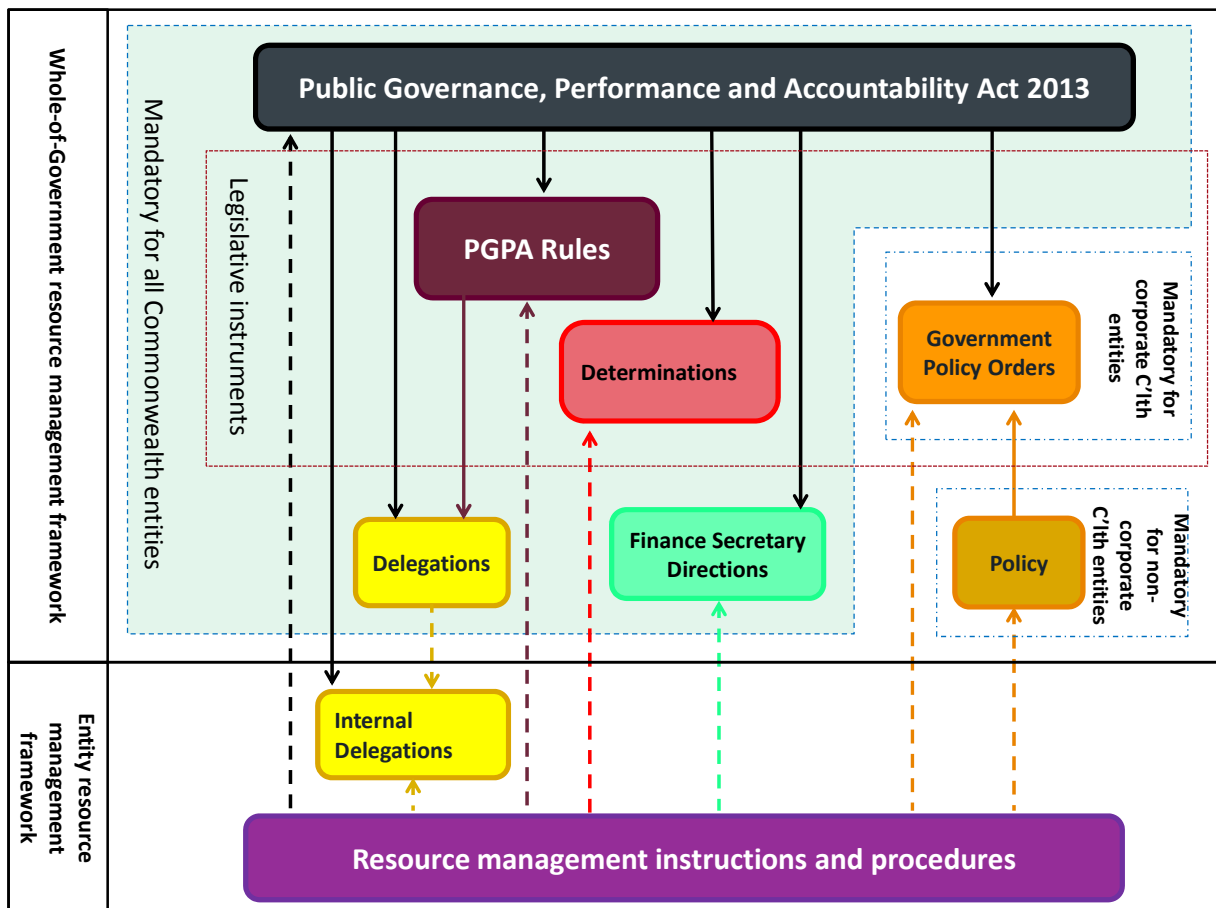 Whole-of-Government resource management framework
Mandatory for all Commonwealth entities
Public Governance, Performance and Accountability Act 2013
Legislative instruments
PGPA Rules
Determinations
Government
Policy Orders
Mandatory for
corporate C'lth
entities
Delegations
Finance Secretary
Directions
Policy
Mandatory
for non-
corporate
C'lth entities
Entity resource
management
framework
Internal
Delegations
Resource management instructions and procedures